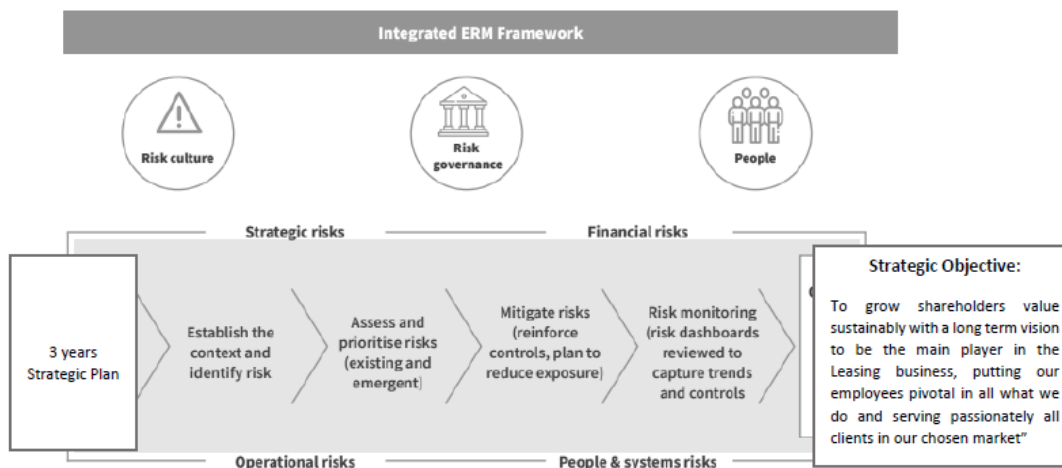 Integrated ERM Framework
Risk culture
Risk
governance
People
Strategic risks
Financial risks
3 years
Strategic Plan
Establish the
context and
identify risk
Assess and
prioritise risks
(existing and
emergent)
Mitigate risks
(reinforce
controls, plan to
reduce exposure)
Risk monitoring
(risk dashboards
reviewed to
capture trends
and controls
Strategic Objective:
To grow shareholders value
sustainably with a long term vision
to be the main player in the
Leasing business, putting our
employees pivotal in all what we
do and serving passionately all
clients in our chosen market”
Operational risks
People & systems risks